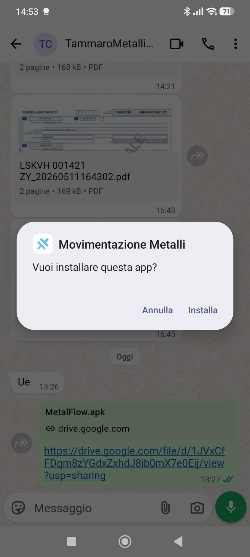 14:53
71
TC
TammaroMetalli...
2 pagine • 168 kB • PDF
14:21
LSKVH 001421
ZY_20260511164302.pdf
2 pagine • 169 kB • PDF
15:43
Movimentazione Metalli
Vuoi installare questa app?
Annulla
Installa
15:45
Oggi
Ue
13:26
MetalFlow.apk
drive.google.com
https://drive.google.com/file/d/1JVxCf
FDqm8zYGdxZxhdJ8ib0mX7e0Eij/view
?usp=sharing
13:27
Messaggio